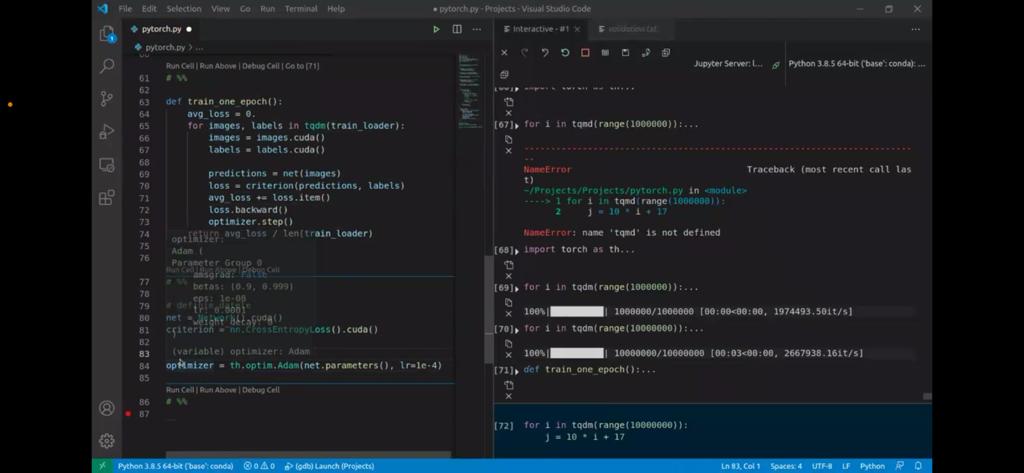 File Edit Selection View Go Run Terminal Help
● pytorch.py - Projects - Visual Studio Code
pytorch.py ●
pytorch.py > ...
Run Cell | Run Above | Debug Cell | Go to [71]
61 # %%
62
63 def train_one_epoch():
64 avg_loss = 0.
65 for images, labels in tqdm(train_loader):
66 images = images.cuda()
67 labels = labels.cuda()
68
69 predictions = net(images)
70 loss = criterion(predictions, labels)
71 avg_loss += loss.item()
72 loss.backward()
73 optimizer.step()
74 return avg_loss / len(train_loader)
75
76
optimizer:
Adam (
Parameter Group 0
amsgrad: False
betas: (0.9, 0.999)
eps: 1e-08
lr: 0.0001
weight_decay: 0
)
(variable) optimizer: Adam
Run Cell | Run Above | Debug Cell
77 # %%
78
79 # define
80 net = Network().cuda()
81 criterion = nn.CrossEntropyLoss().cuda()
82
83
84 optimizer = th.optim.Adam(net.parameters(), lr=1e-4)
85
Run Cell | Run Above | Debug Cell
86 # %%
87
Interactive - #1
Jupyter Server: l...
Python 3.8.5 64-bit ('base': conda): ...
import torch as th...
[67] for i in tqmd(range(1000000)):...
NameError Traceback (most recent call las
t)
~/Projects/Projects/pytorch.py in <module>
----> 1 for i in tqmd(range(1000000)):
2 j = 10 * i + 17
NameError: name 'tqmd' is not defined
[68] import torch as th...
[69] for i in tqdm(range(1000000)):...
100%| | 1000000/1000000 [00:00<00:00, 1974493.50it/s]
[70] for i in tqdm(range(10000000)):...
100%| | 10000000/10000000 [00:03<00:00, 2667938.16it/s]
[71] def train_one_epoch():...
[72] for i in tqdm(range(10000000)):
j = 10 * i + 17
Python 3.8.5 64-bit ('base': conda) 0 0 (gdb) Launch (Projects)
Ln 83, Col 1 Spaces: 4 UTF-8 LF Python